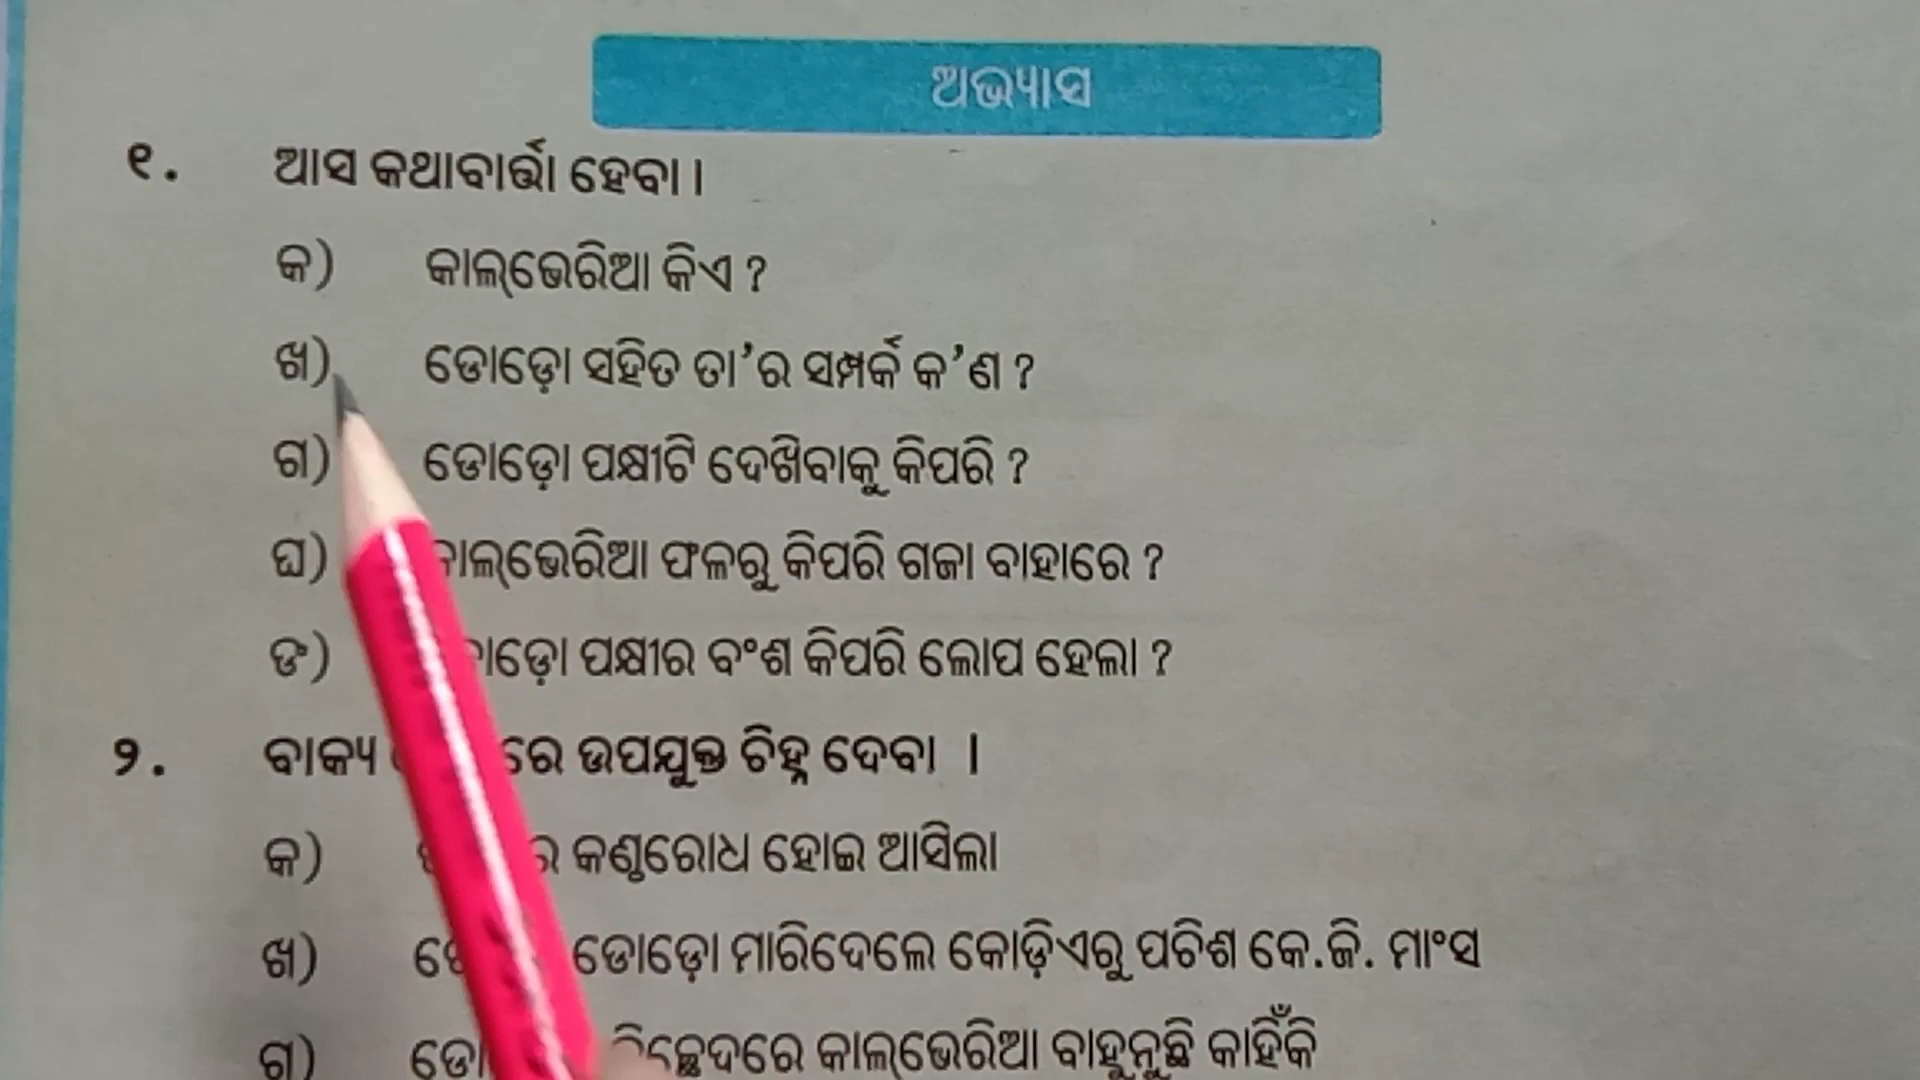 ଅଭ୍ୟାସ
୧. ଆସ କଥାବାର୍ତ୍ତା ହେବା।
କ) କାଲ୍‌ଭେରିଆ କିଏ ?
ଖ) ଡୋଡ଼ୋ ସହିତ ତା’ର ସମ୍ପର୍କ କ’ଣ ?
ଗ) ଡୋଡ଼ୋ ପକ୍ଷୀଟି ଦେଖିବାକୁ କିପରି ?
ଘ) କାଲ୍‌ଭେରିଆ ଫଳରୁ କିପରି ଗଜା ବାହାରେ ?
ଙ) ଡୋଡ଼ୋ ପକ୍ଷୀର ବଂଶ କିପରି ଲୋପ ହେଲା ?
୨. ବାକ୍ୟ ଉପଯୁକ୍ତ ଚିହ୍ନ ଦେବା ।
କ) କଣ୍ଠରୋଧ ହୋଇ ଆସିଲା
ଖ) ଡୋଡ଼ୋ ମାରିଦେଲେ କୋଡ଼ିଏରୁ ପଚିଶ କେ.ଜି. ମାଂସ
ଗ) କାଲ୍‌ଭେରିଆ ବାହୁନୁଛି କାହିଁକି